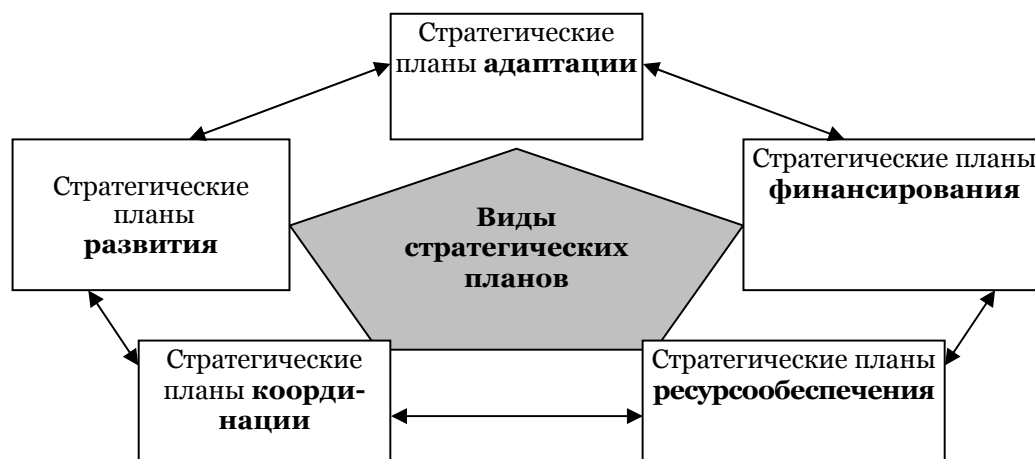 Стратегические
планы адаптации
Стратегические
планы
развития
Стратегические планы
финансирования
Виды
стратегических
планов
Стратегические
планы коорди-
нации
Стратегические планы
ресурсообеспечения